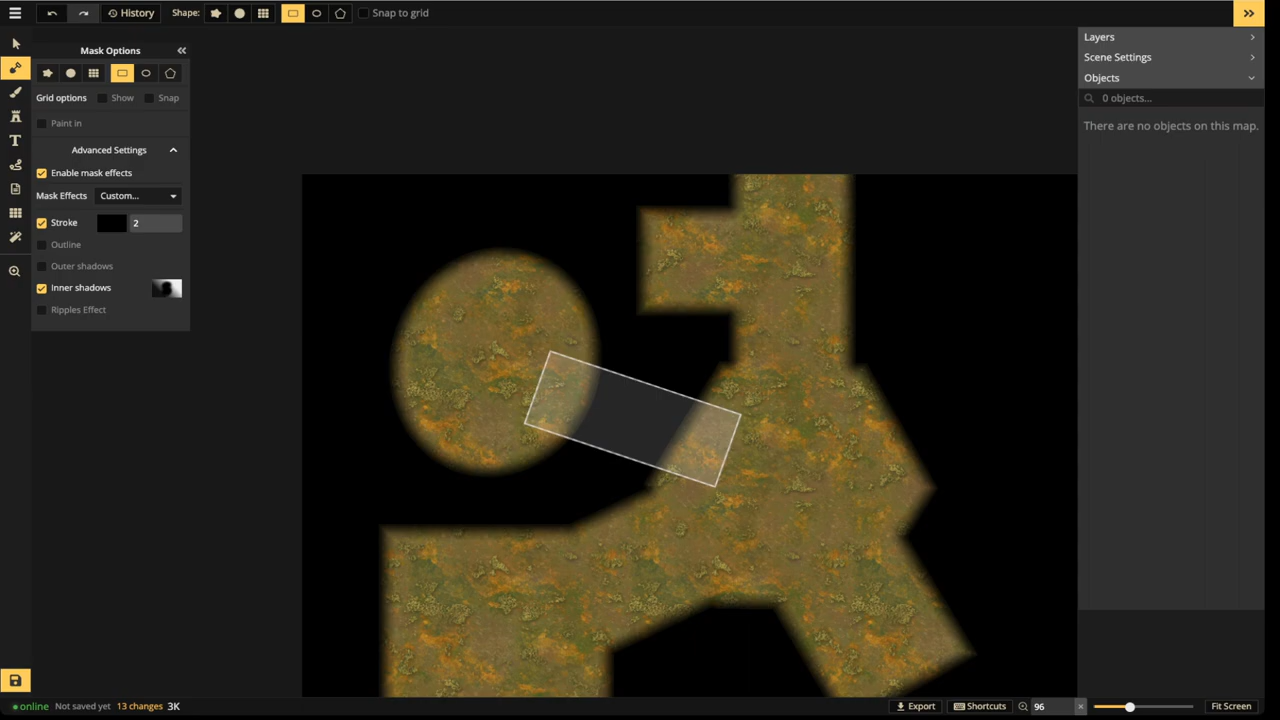 History Shape: Snap to grid
Mask Options
Grid options Show Snap
Paint in
Advanced Settings
Enable mask effects
Mask Effects Custom...
Stroke 2
Outline
Outer shadows
Inner shadows
Ripples Effect
Layers
Scene Settings
Objects
0 objects...
There are no objects on this map.
online Not saved yet 13 changes 3K Export Shortcuts 96 Fit Screen